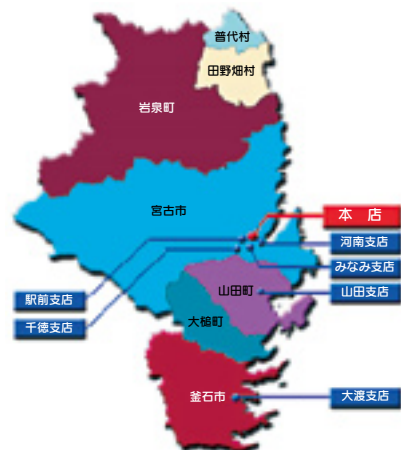 普代村
田野畑村
岩泉町
宮古市
本 店
河南支店
みなみ支店
山田町
山田支店
駅前支店
大槌町
千徳支店
釜石市
大渡支店